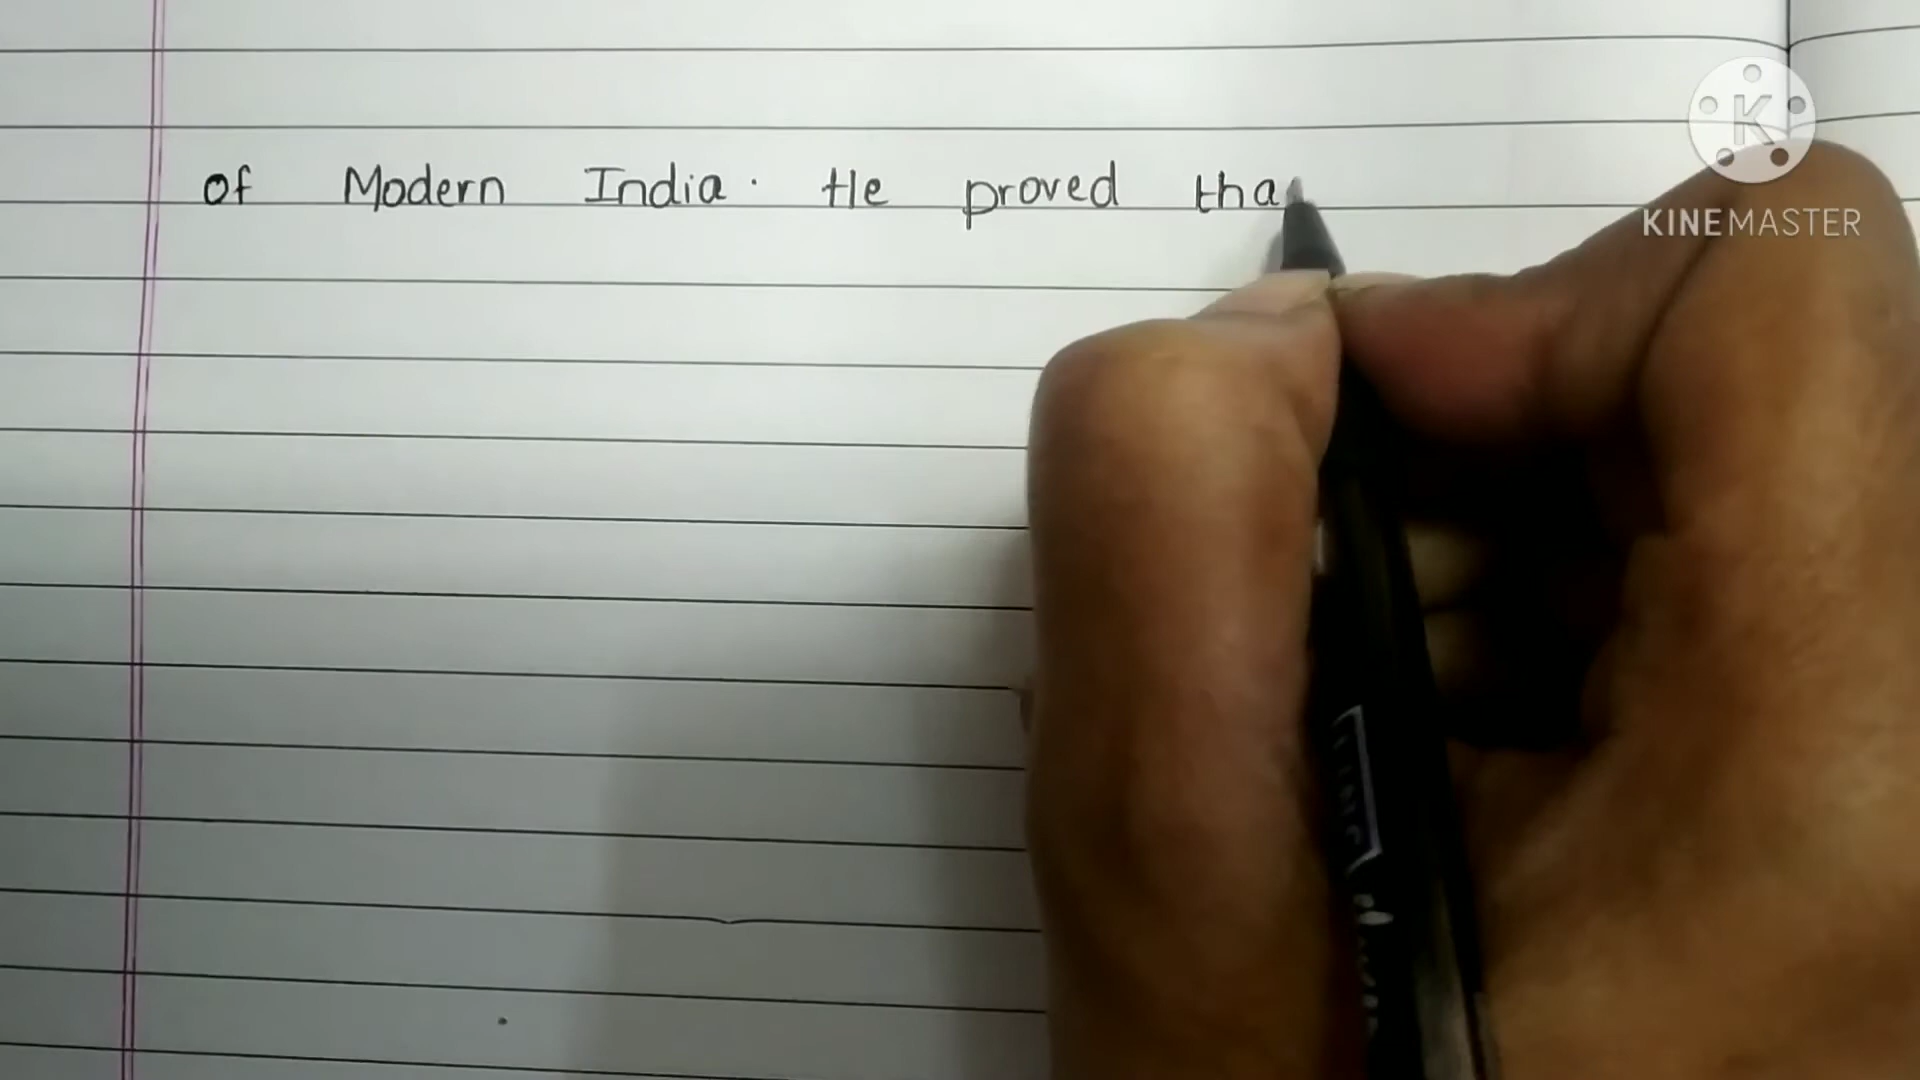 of Modern India. He proved tha
K
KINEMASTER